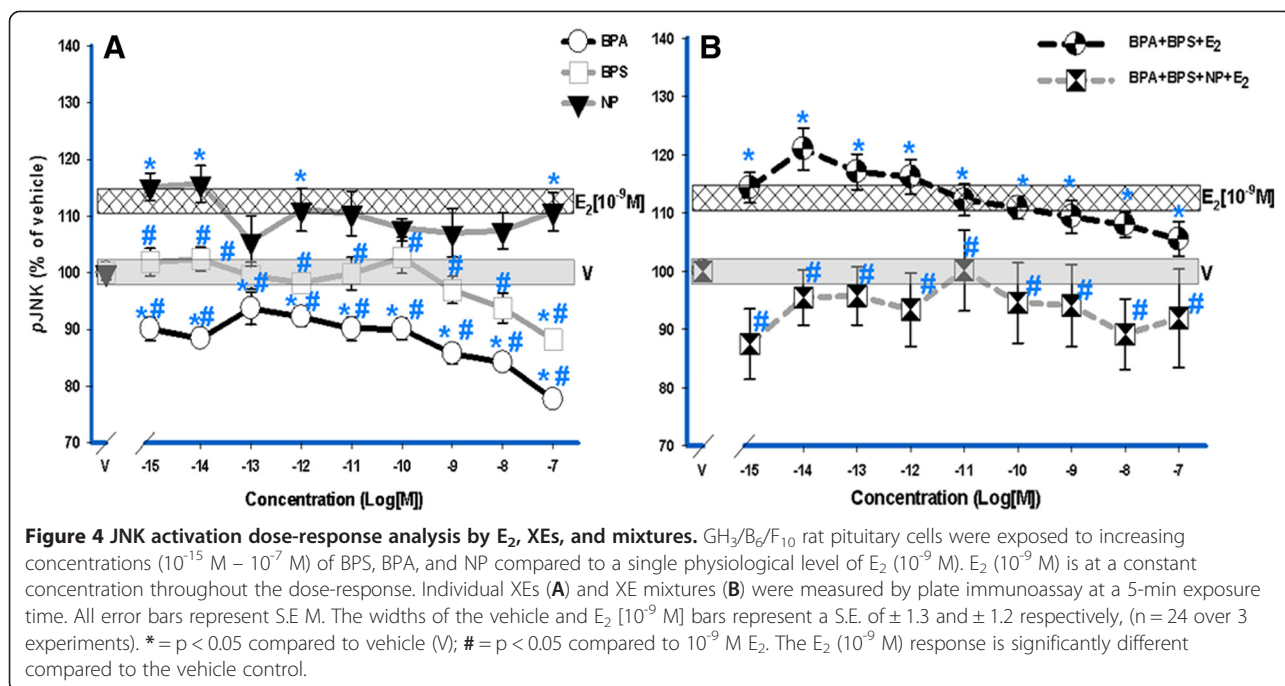 A
B
BPA
BPS
NP
BPA+BPS+E₂
BPA+BPS+NP+E₂
pJNK (% of vehicle)
140
130
120
110
100
90
80
70
140
130
120
110
100
90
80
70
* * * *
# # # # # # #
*# *# *# *# *# *# *# *# *# *#
E₂[10⁻⁹M]
V
* * * * * * * * *
# # # # # # # # #
E₂[10⁻⁹M]
V
V -15 -14 -13 -12 -11 -10 -9 -8 -7
V -15 -14 -13 -12 -11 -10 -9 -8 -7
Concentration (Log[M])
Concentration (Log[M])
Figure 4 JNK activation dose-response analysis by E₂, XEs, and mixtures. GH₃/B₆/F₁₀ rat pituitary cells were exposed to increasing
concentrations (10⁻¹⁵ M – 10⁻⁷ M) of BPS, BPA, and NP compared to a single physiological level of E₂ (10⁻⁹ M). E₂ (10⁻⁹ M) is at a constant
concentration throughout the dose-response. Individual XEs (A) and XE mixtures (B) were measured by plate immunoassay at a 5-min exposure
time. All error bars represent S.E M. The widths of the vehicle and E₂ [10⁻⁹ M] bars represent a S.E. of ± 1.3 and ± 1.2 respectively, (n = 24 over 3
experiments). * = p < 0.05 compared to vehicle (V); # = p < 0.05 compared to 10⁻⁹ M E₂. The E₂ (10⁻⁹ M) response is significantly different
compared to the vehicle control.